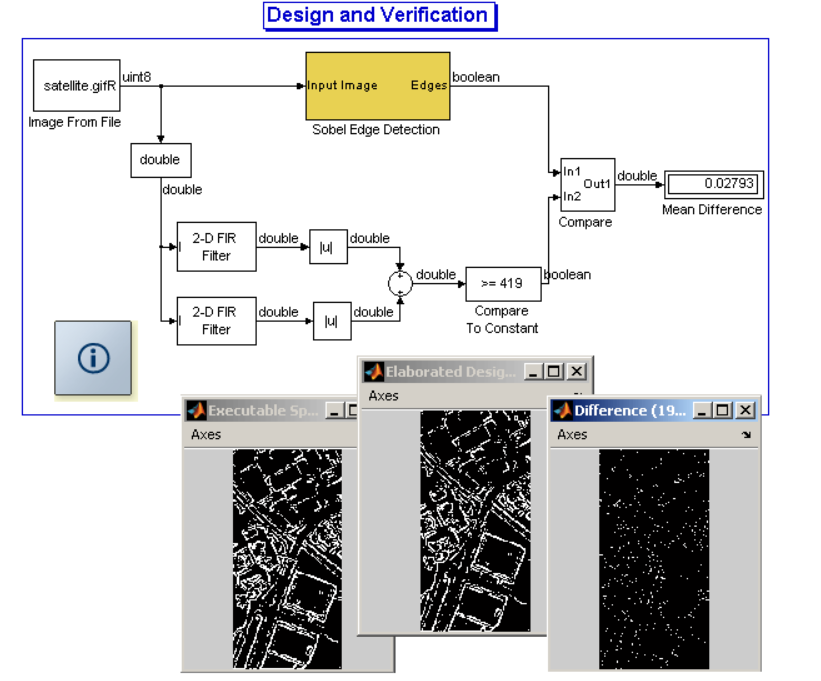 Design and Verification
satellite.gifR
uint8
Image From File
Input Image
Edges
Sobel Edge Detection
boolean
double
double
2-D FIR
Filter
double
|u|
double
2-D FIR
Filter
double
|u|
double
+
+
double
>= 419
boolean
Compare
To Constant
In1
In2
Out1
Compare
double
0.02793
Mean Difference
i
Executable Sp...
Axes
Elaborated Desig...
Axes
Difference (19...
Axes